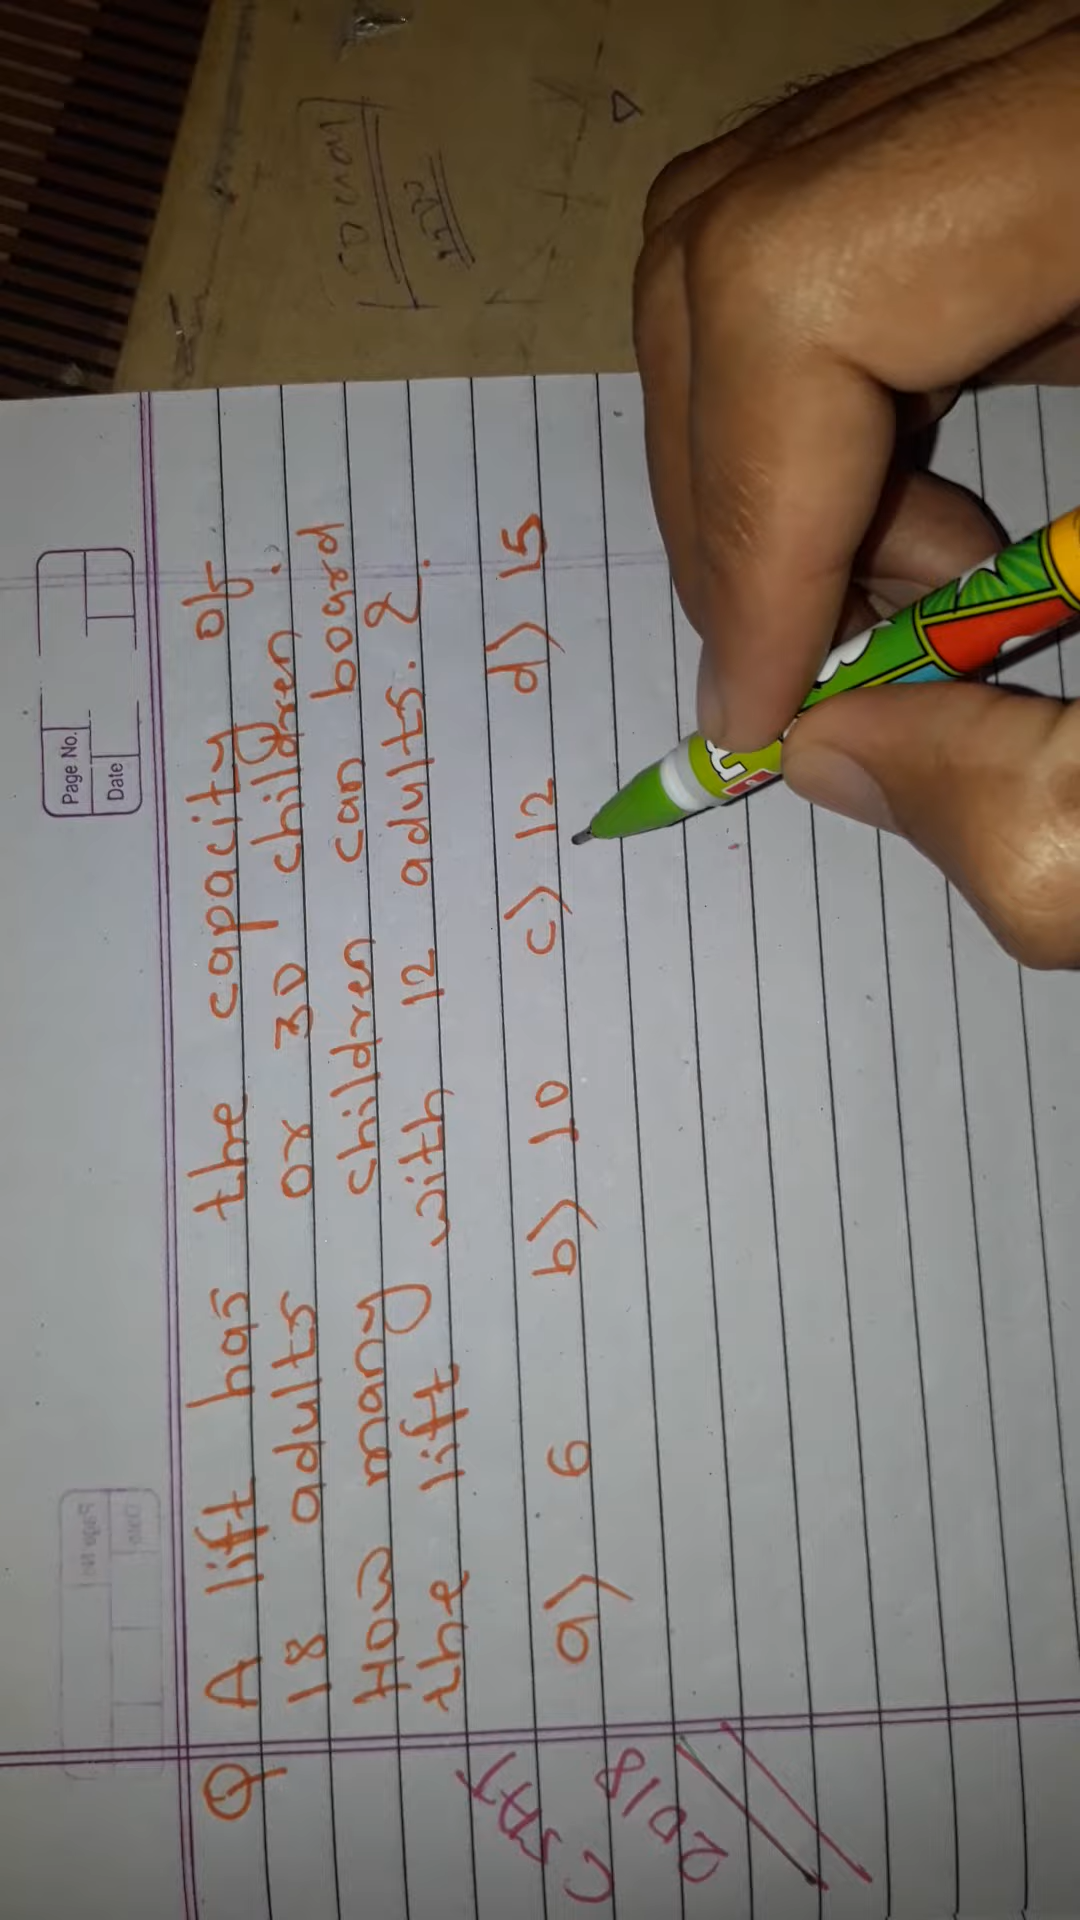 Page No.
Date
Q A lift has the capacity of
18 adults or 30 children.
How many children can board
the lift with 12 adults. ?
a) 6 b) 10 c) 12 d) 15
CSAT
2018